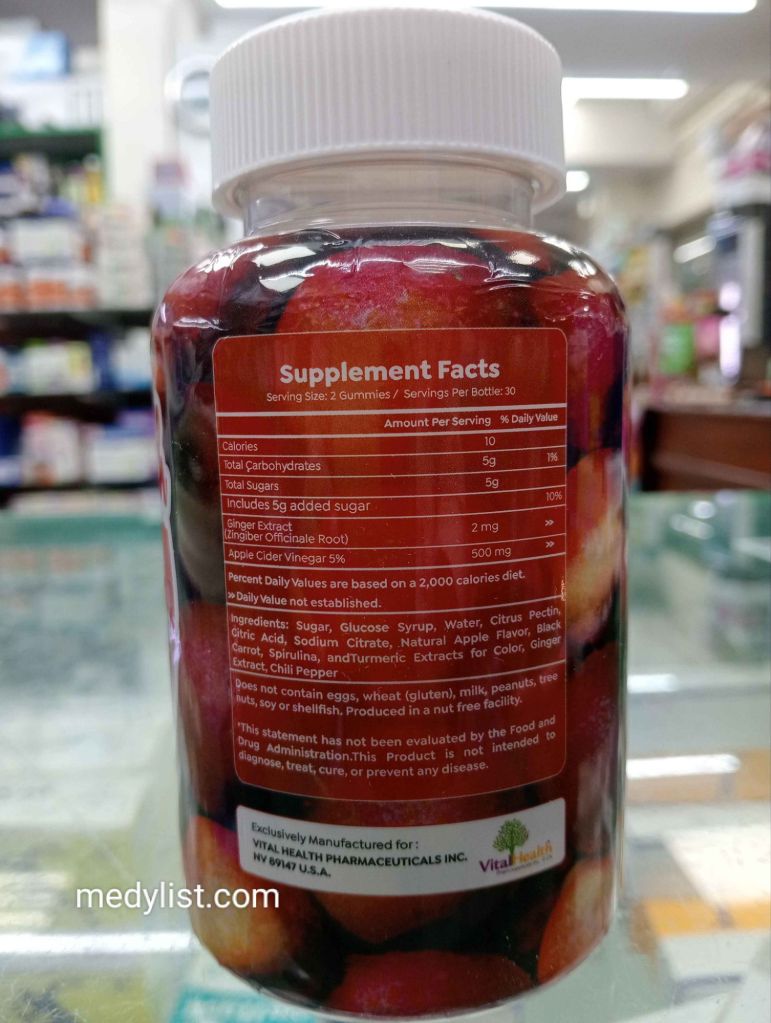 Supplement Facts
Serving Size: 2 Gummies / Servings Per Bottle: 30
Amount Per Serving % Daily Value
Calories 10
Total Carbohydrates 5g 1%
Total Sugars 5g
Includes 5g added sugar 10%
Ginger Extract 2 mg »
(Zingiber Officinale Root)
Apple Cider Vinegar 5% 500 mg »
Percent Daily Values are based on a 2,000 calories diet.
» Daily Value not established.
Ingredients: Sugar, Glucose Syrup, Water, Citrus Pectin,
Citric Acid, Sodium Citrate, Natural Apple Flavor, Black
Carrot, Spirulina, andTurmeric Extracts for Color, Ginger
Extract, Chili Pepper
Does not contain eggs, wheat (gluten), milk, peanuts, tree
nuts, soy or shellfish. Produced in a nut free facility.
*This statement has not been evaluated by the Food and
Drug Administration.This Product is not intended to
diagnose, treat, cure, or prevent any disease.
Exclusively Manufactured for :
VITAL HEALTH PHARMACEUTICALS INC.
NV 89147 U.S.A.
VitalHealth
medylist.com